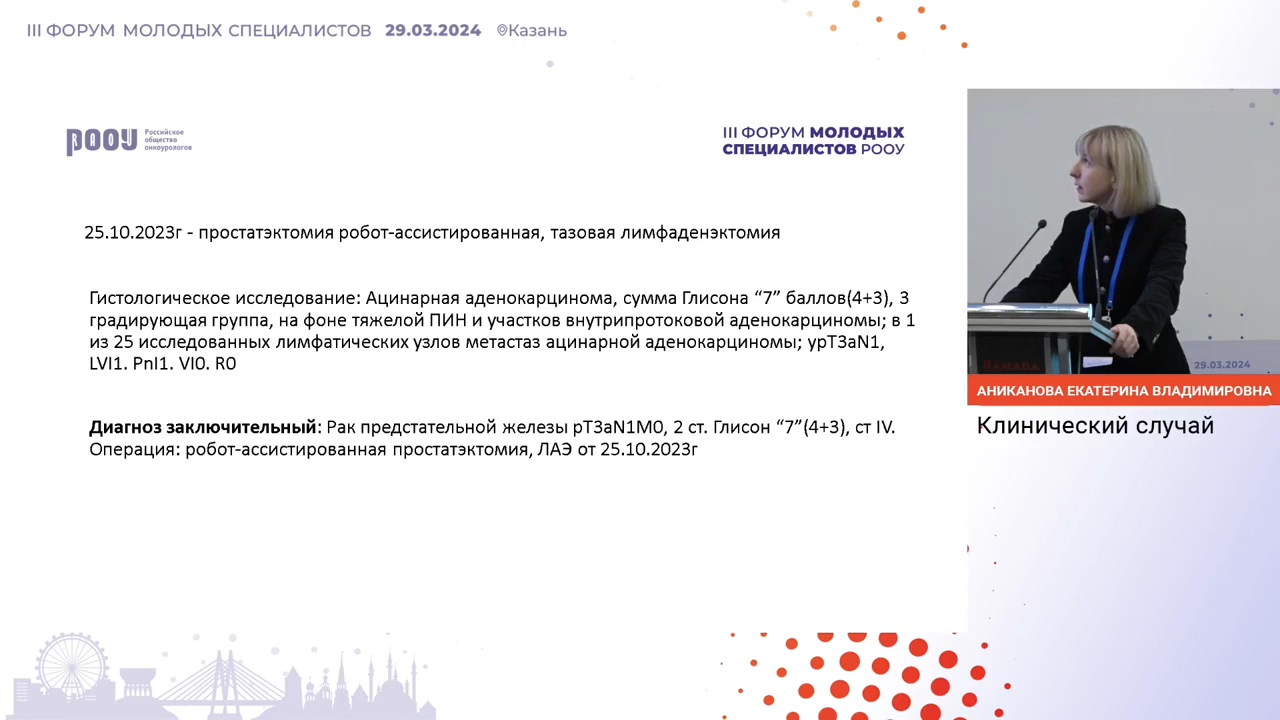 III ФОРУМ МОЛОДЫХ СПЕЦИАЛИСТОВ 29.03.2024 Казань
РООУ Российское
общество
онкоурологов
III ФОРУМ МОЛОДЫХ
СПЕЦИАЛИСТОВ РООУ
25.10.2023г - простатэктомия робот-ассистированная, тазовая лимфаденэктомия
Гистологическое исследование: Ацинарная аденокарцинома, сумма Глисона “7” баллов(4+3), 3
градирующая группа, на фоне тяжелой ПИН и участков внутрипротоковой аденокарциномы; в 1
из 25 исследованных лимфатических узлов метастаз ацинарной аденокарциномы; ypT3aN1,
LVI1. PnI1. VI0. R0
Диагноз заключительный: Рак предстательной железы pT3aN1M0, 2 ст. Глисон “7”(4+3), ст IV.
Операция: робот-ассистированная простатэктомия, ЛАЭ от 25.10.2023г
RAMADA
29.03.2024
АНИКАНОВА ЕКАТЕРИНА ВЛАДИМИРОВНА
Клинический случай